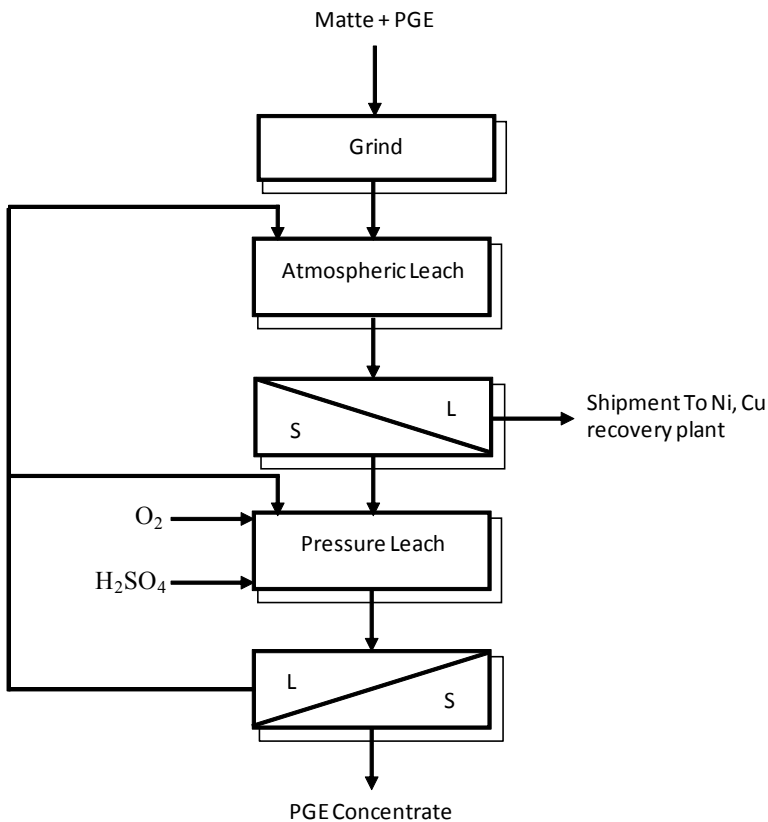 Matte + PGE
Grind
Atmospheric Leach
L
S
Shipment To Ni, Cu
recovery plant
O₂
Pressure Leach
H₂SO₄
L
S
PGE Concentrate